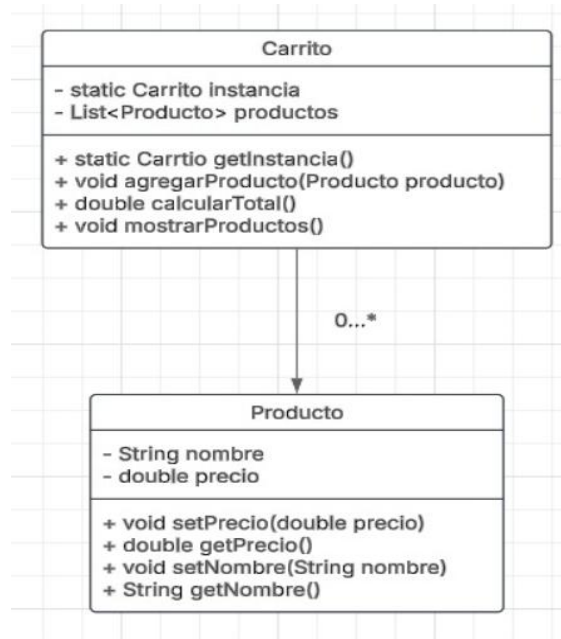 Carrito
- static Carrito instancia
- List<Producto> productos
+ static Carrtio getInstancia()
+ void agregarProducto(Producto producto)
+ double calcularTotal()
+ void mostrarProductos()
0...*
Producto
- String nombre
- double precio
+ void setPrecio(double precio)
+ double getPrecio()
+ void setNombre(String nombre)
+ String getNombre()